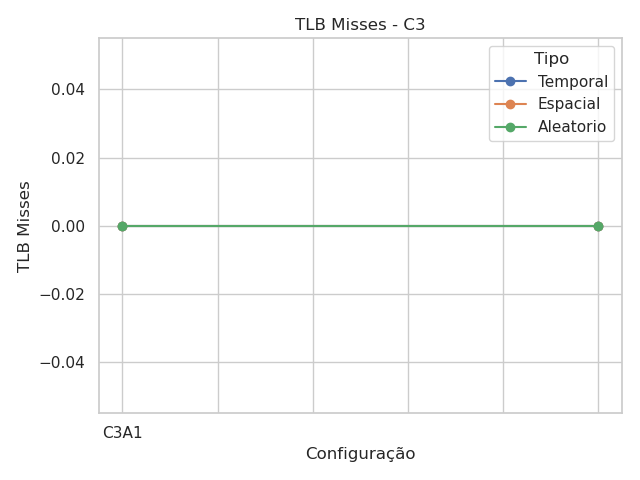 TLB Misses - C3
Tipo
Temporal
Espacial
Aleatorio
0.04
0.02
0.00
−0.02
−0.04
TLB Misses
C3A1
Configuração